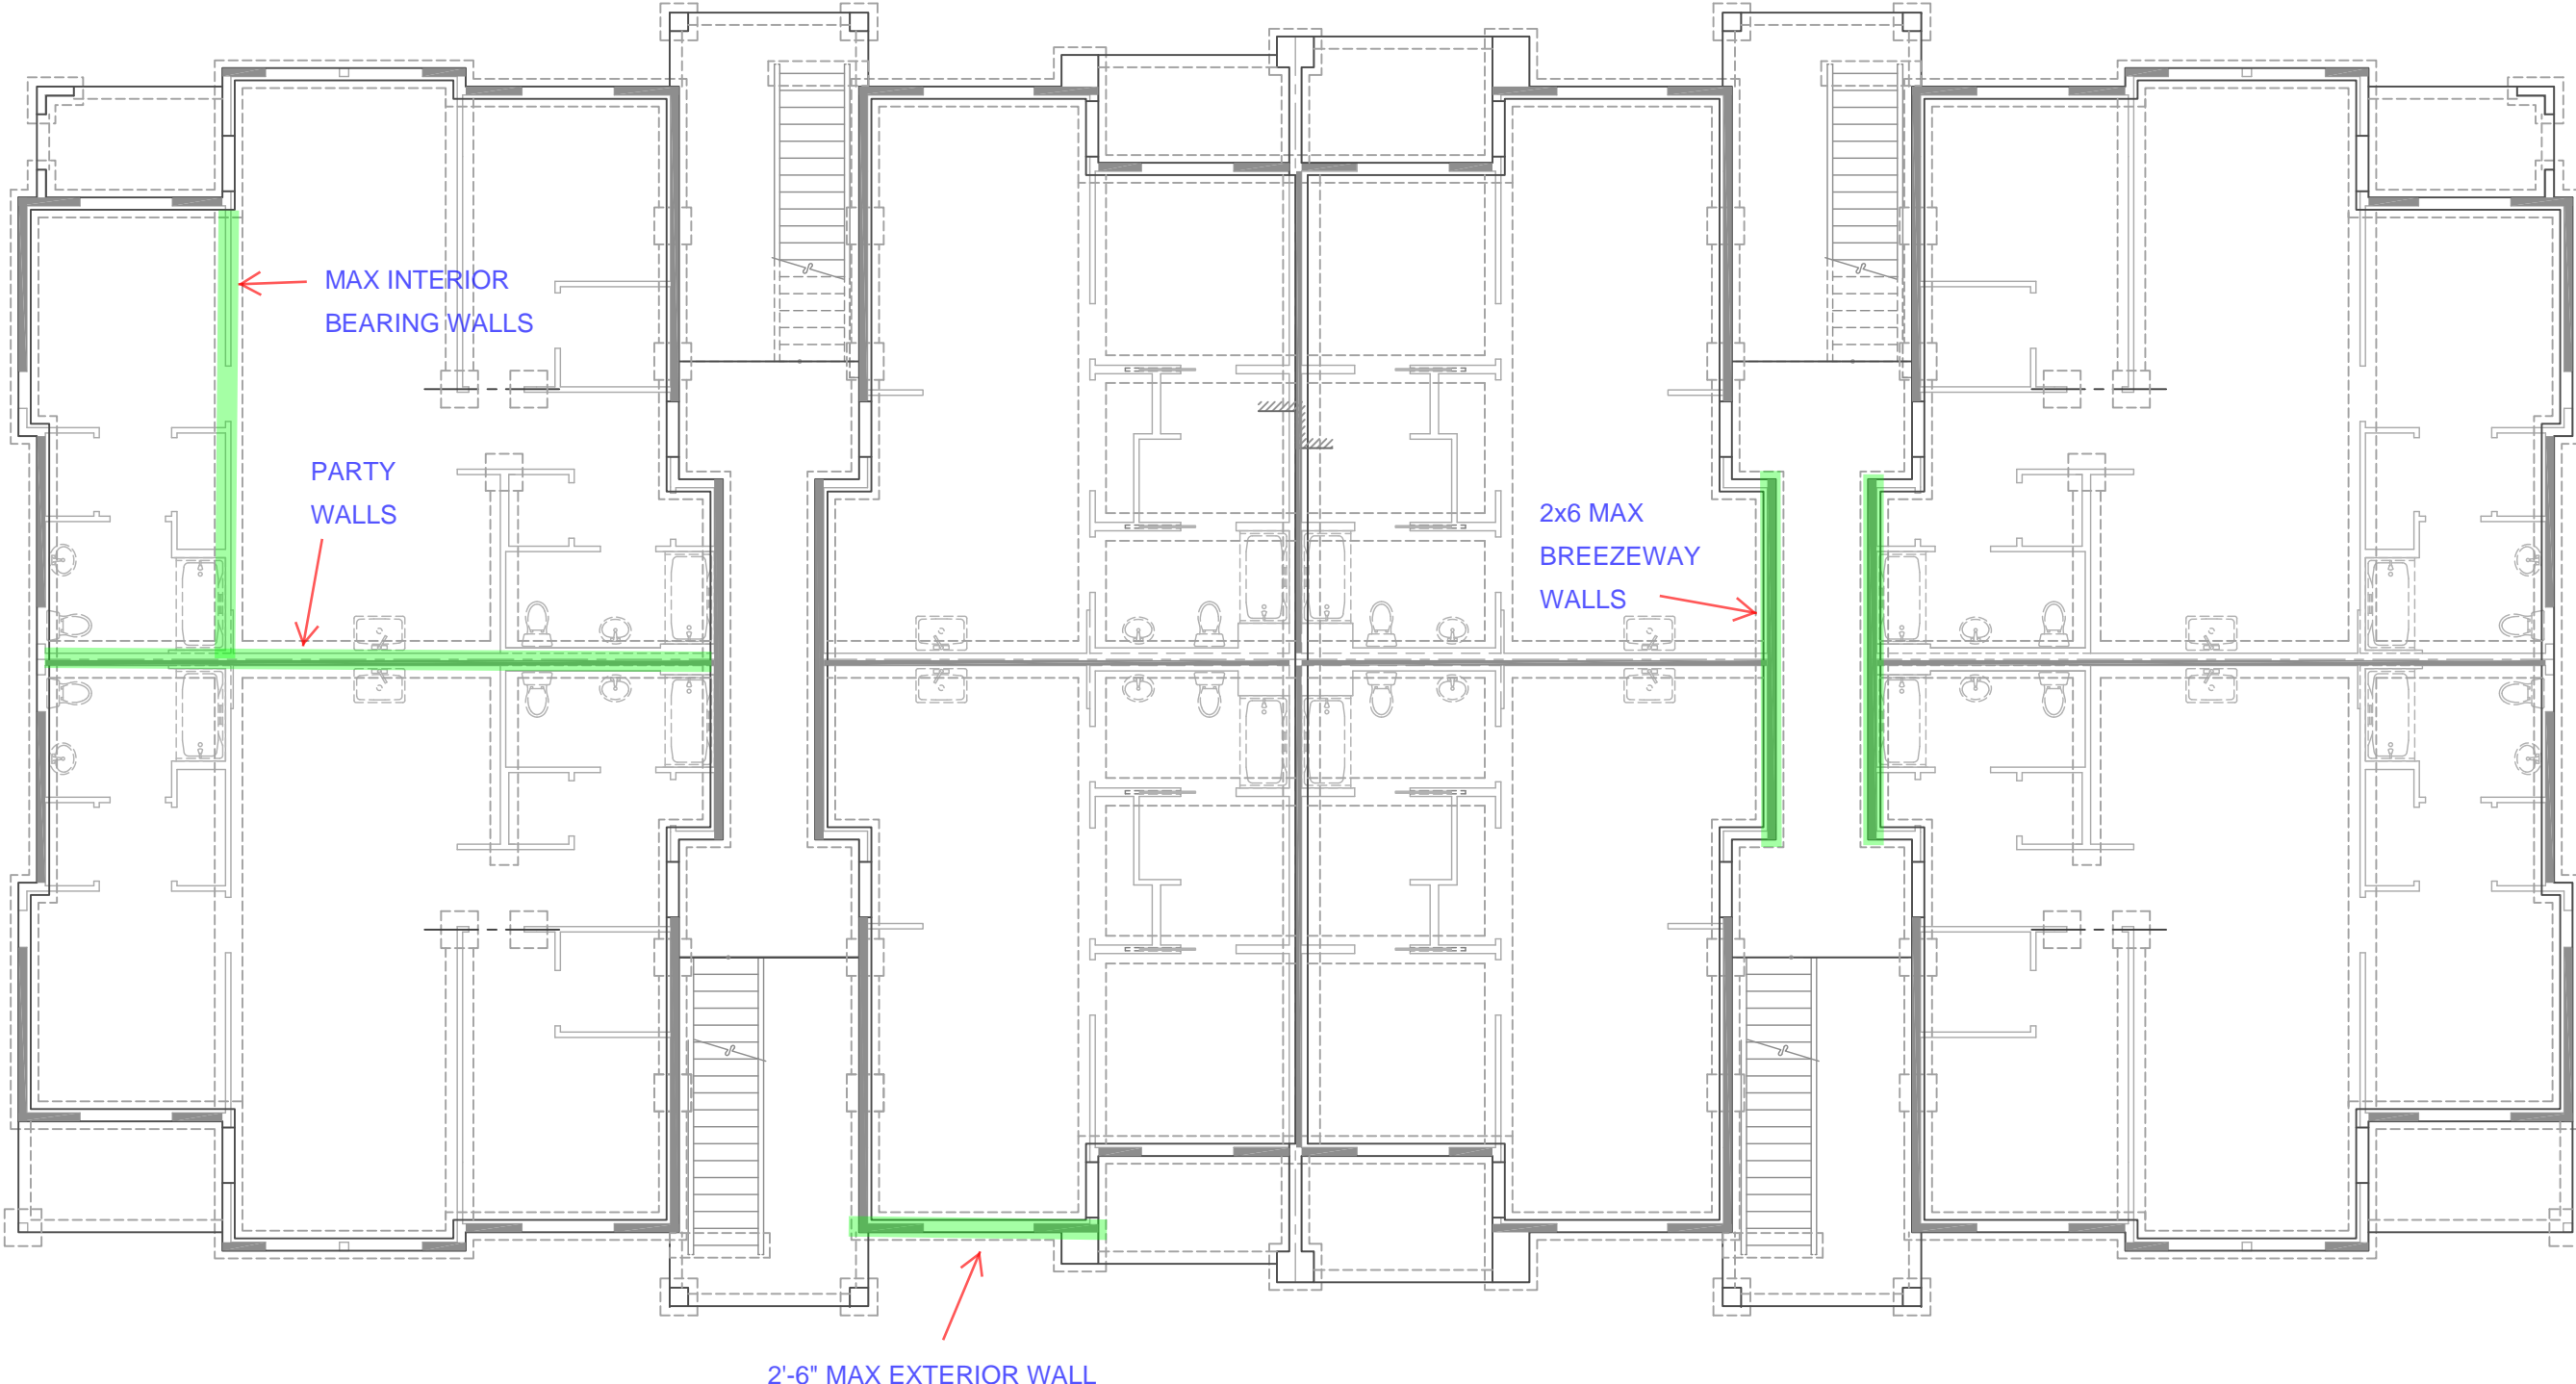 MAX INTERIOR
BEARING WALLS
PARTY
WALLS
2x6 MAX
BREEZEWAY
WALLS
2'-6" MAX EXTERIOR WALL